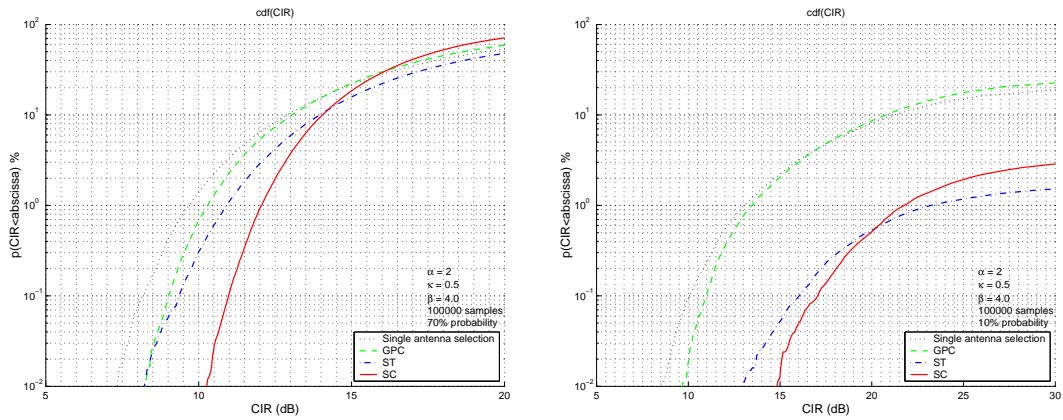 cdf(CIR)
10^2
10^1
10^0
10^-1
10^-2
p(CIR<abscissa) %
α = 2
κ = 0.5
β = 4.0
100000 samples
70% probability
Single antenna selection
GPC
ST
SC
5 10 15 20
CIR (dB)
cdf(CIR)
10^2
10^1
10^0
10^-1
10^-2
p(CIR<abscissa) %
α = 2
κ = 0.5
β = 4.0
100000 samples
10% probability
Single antenna selection
GPC
ST
SC
5 10 15 20 25 30
CIR (dB)